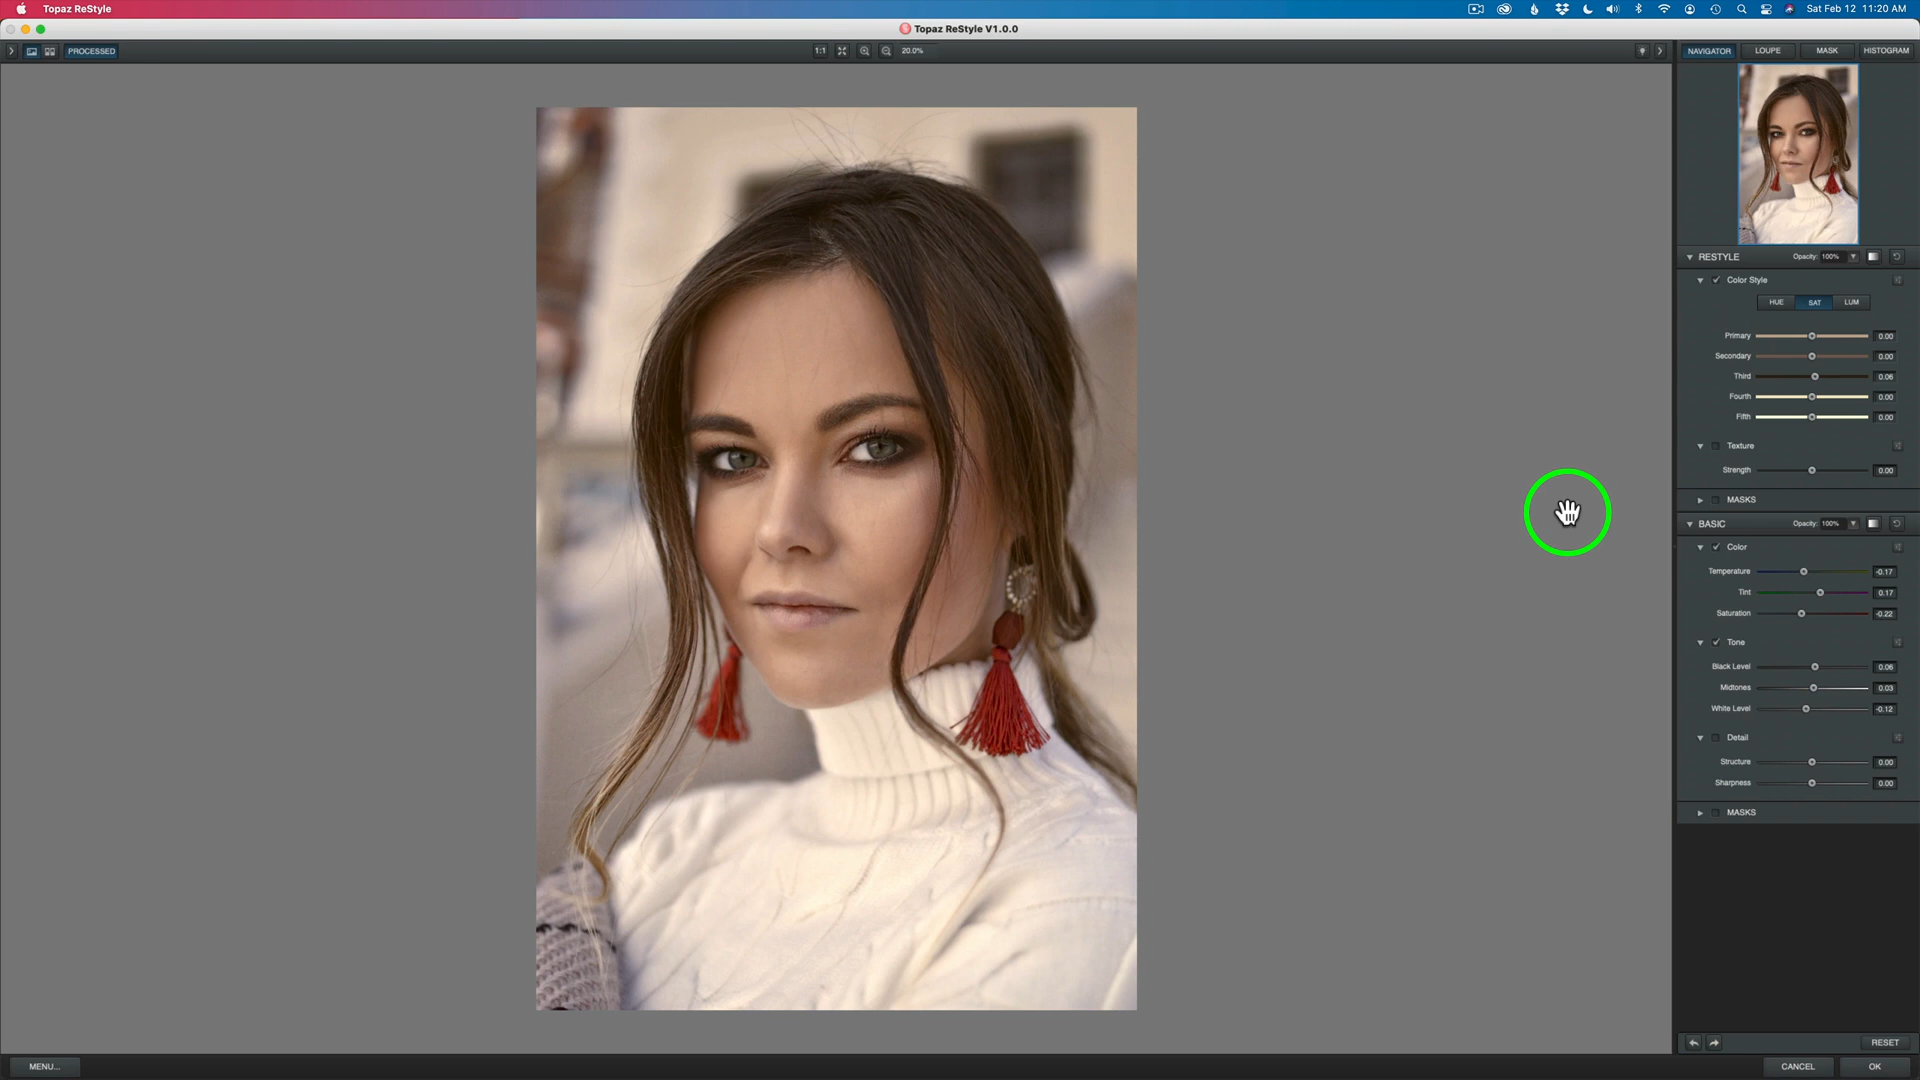 Topaz ReStyle
Sat Feb 12 11:20 AM
Topaz ReStyle V1.0.0
PROCESSED
1:1
20.0%
NAVIGATOR
LOUPE
MASK
HISTOGRAM
RESTYLE
Opacity: 100%
Color Style
HUE
SAT
LUM
Primary 0.00
Secondary 0.00
Third 0.06
Fourth 0.00
Fifth 0.00
Texture
Strength 0.00
MASKS
BASIC
Opacity: 100%
Color
Temperature -0.17
Tint 0.17
Saturation -0.22
Tone
Black Level 0.06
Midtones 0.03
White Level -0.12
Detail
Structure 0.00
Sharpness 0.00
MASKS
RESET
MENU...
CANCEL
OK